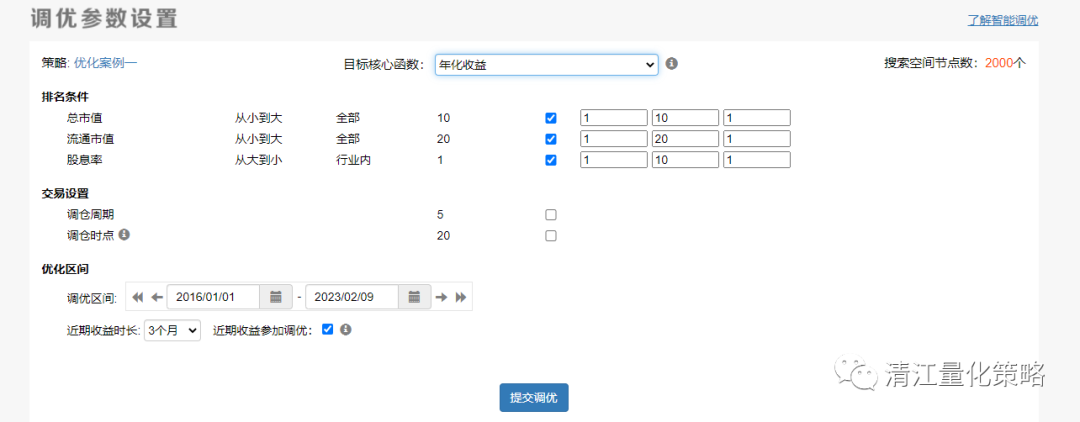 调优参数设置
了解智能调优
策略: 优化案例一 目标核心函数: 年化收益 搜索空间节点数: 2000个
排名条件
总市值 从小到大 全部 10 1 10 1
流通市值 从小到大 全部 20 1 20 1
股息率 从大到小 行业内 1 1 10 1
交易设置
调仓周期 5
调仓时点 20
优化区间
调优区间: 2016/01/01 - 2023/02/09
近期收益时长: 3个月 近期收益参加调优:
清江量化策略
提交调优